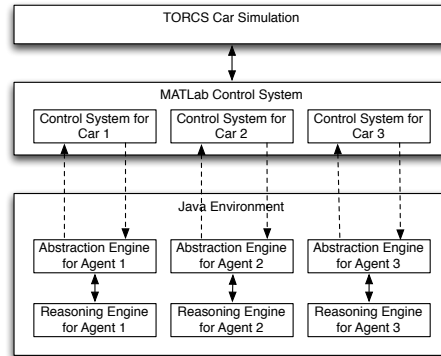 TORCS Car Simulation
MATLab Control System
Control System for
Car 1
Control System for
Car 2
Control System for
Car 3
Java Environment
Abstraction Engine
for Agent 1
Abstraction Engine
for Agent 2
Abstraction Engine
for Agent 3
Reasoning Engine
for Agent 1
Reasoning Engine
for Agent 2
Reasoning Engine
for Agent 3